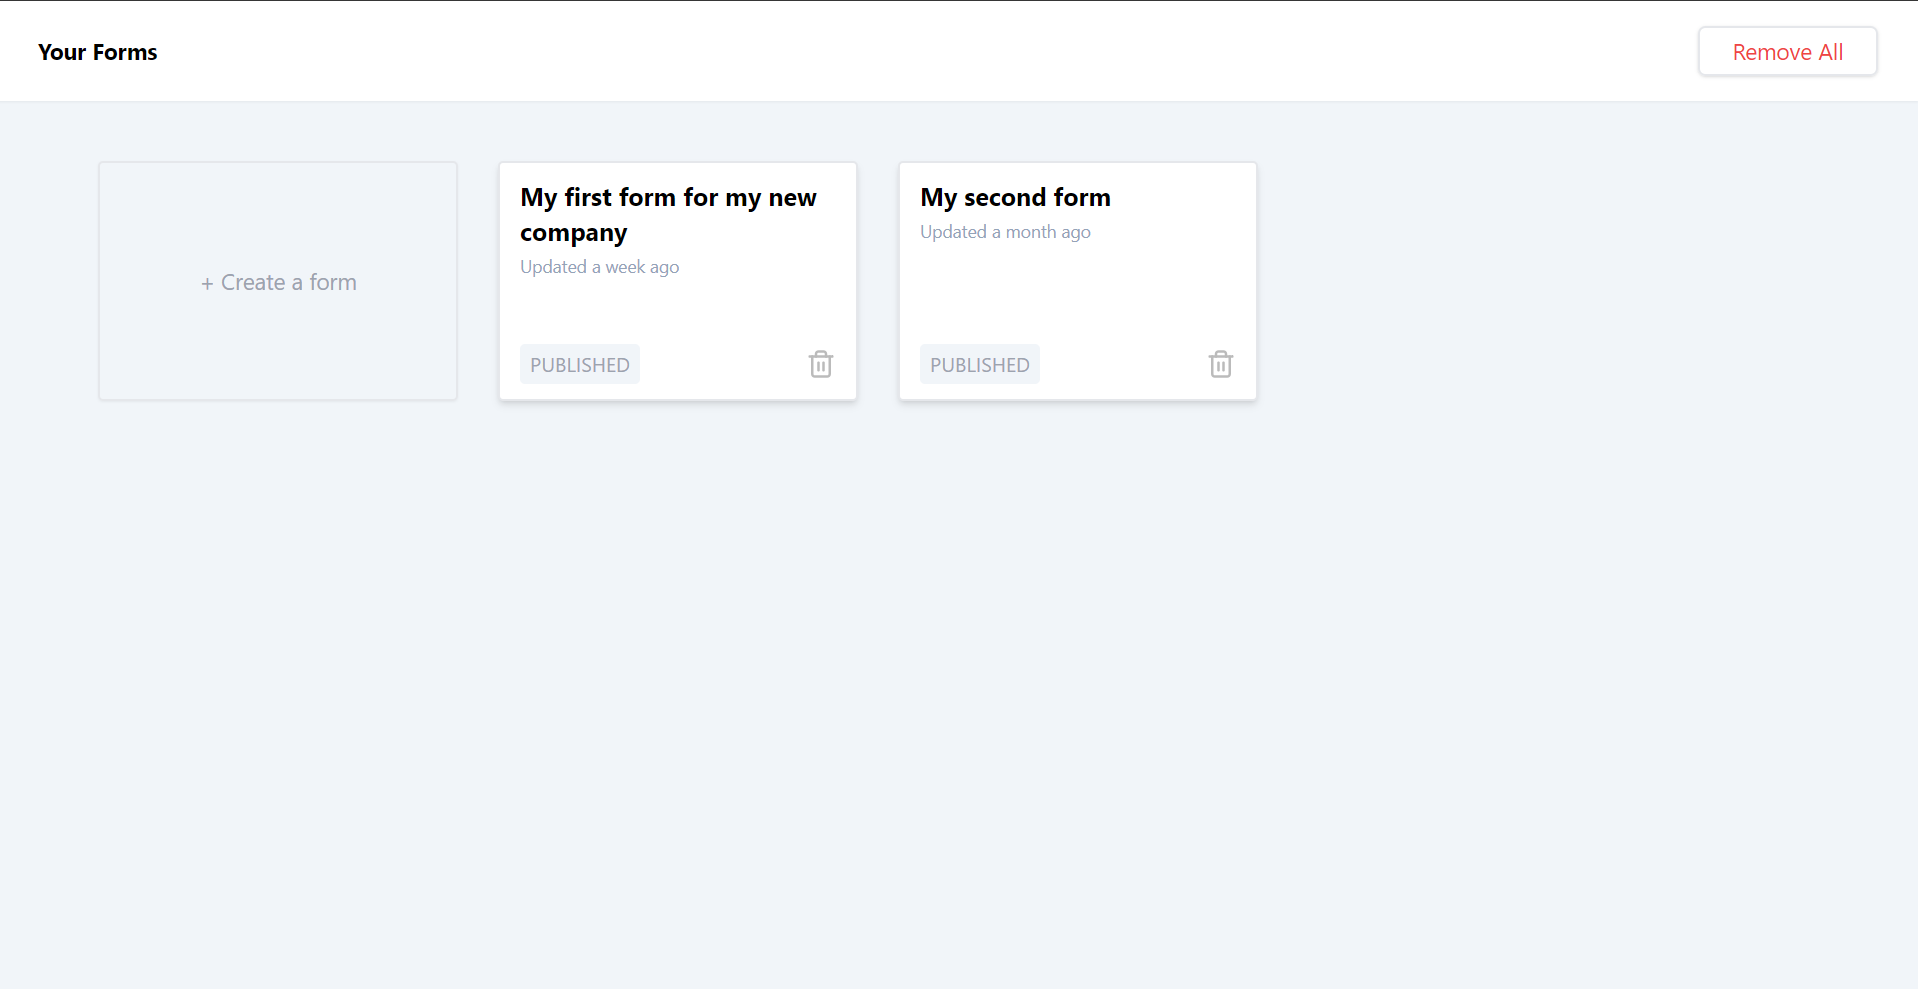 Your Forms
Remove All
+ Create a form
My first form for my new
company
Updated a week ago
PUBLISHED
My second form
Updated a month ago
PUBLISHED